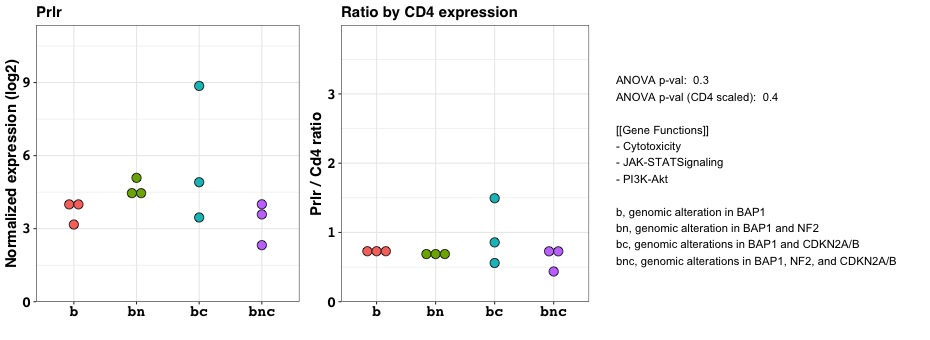 Prlr
Normalized expression (log2)
9
6
3
0
b
bn
bc
bnc
Ratio by CD4 expression
Prlr / Cd4 ratio
3
2
1
0
b
bn
bc
bnc
ANOVA p-val:  0.3
ANOVA p-val (CD4 scaled):  0.4
[[Gene Functions]]
- Cytotoxicity
- JAK-STATSignaling
- PI3K-Akt
b, genomic alteration in BAP1
bn, genomic alteration in BAP1 and NF2
bc, genomic alterations in BAP1 and CDKN2A/B
bnc, genomic alterations in BAP1, NF2, and CDKN2A/B